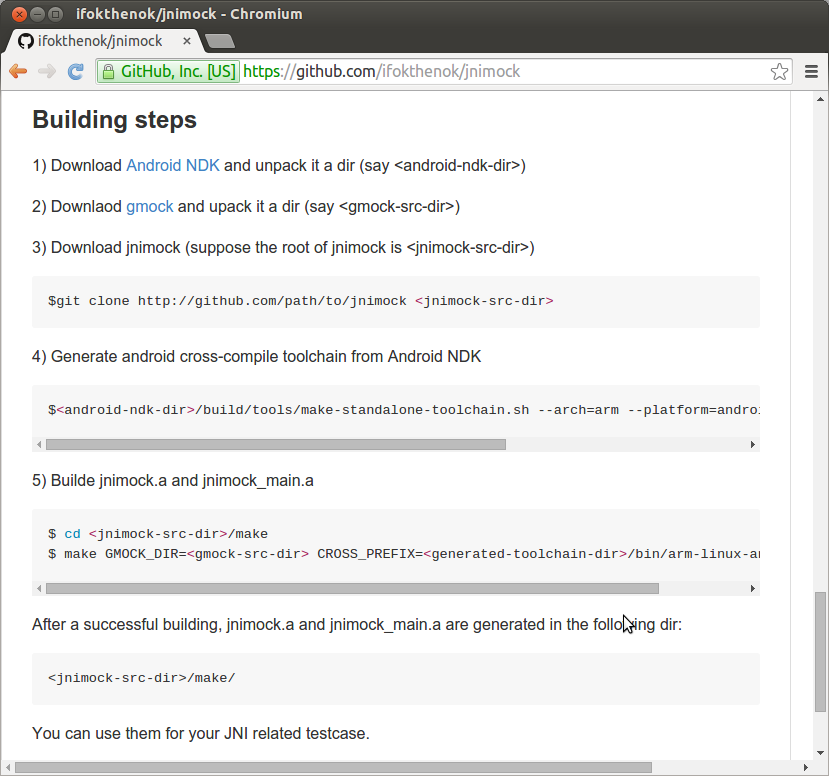 ifokthenok/jnimock - Chromium
ifokthenok/jnimock
GitHub, Inc. [US] https://github.com/ifokthenok/jnimock
Building steps
1) Download Android NDK and unpack it a dir (say <android-ndk-dir>)
2) Downlaod gmock and upack it a dir (say <gmock-src-dir>)
3) Download jnimock (suppose the root of jnimock is <jnimock-src-dir>)
$git clone http://github.com/path/to/jnimock <jnimock-src-dir>
4) Generate android cross-compile toolchain from Android NDK
$<android-ndk-dir>/build/tools/make-standalone-toolchain.sh --arch=arm --platform=androi
5) Builde jnimock.a and jnimock_main.a
$ cd <jnimock-src-dir>/make
$ make GMOCK_DIR=<gmock-src-dir> CROSS_PREFIX=<generated-toolchain-dir>/bin/arm-linux-an
After a successful building, jnimock.a and jnimock_main.a are generated in the following dir:
<jnimock-src-dir>/make/
You can use them for your JNI related testcase.